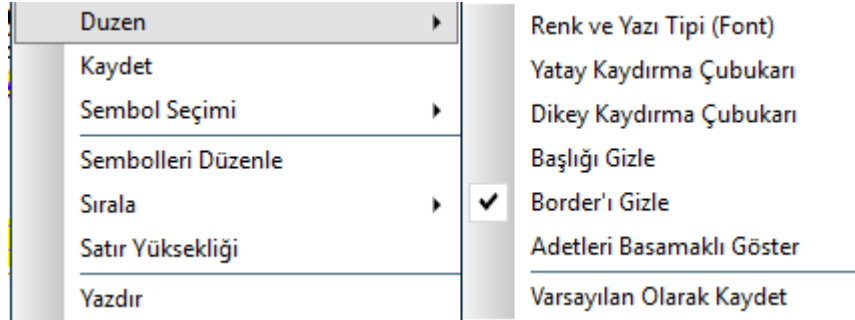 Duzen
Kaydet
Sembol Seçimi
Sembolleri Düzenle
Sırala
Satır Yüksekliği
Yazdır
Renk ve Yazı Tipi (Font)
Yatay Kaydırma Çubukarı
Dikey Kaydırma Çubukarı
Başlığı Gizle
Border'ı Gizle
Adetleri Basamaklı Göster
Varsayılan Olarak Kaydet